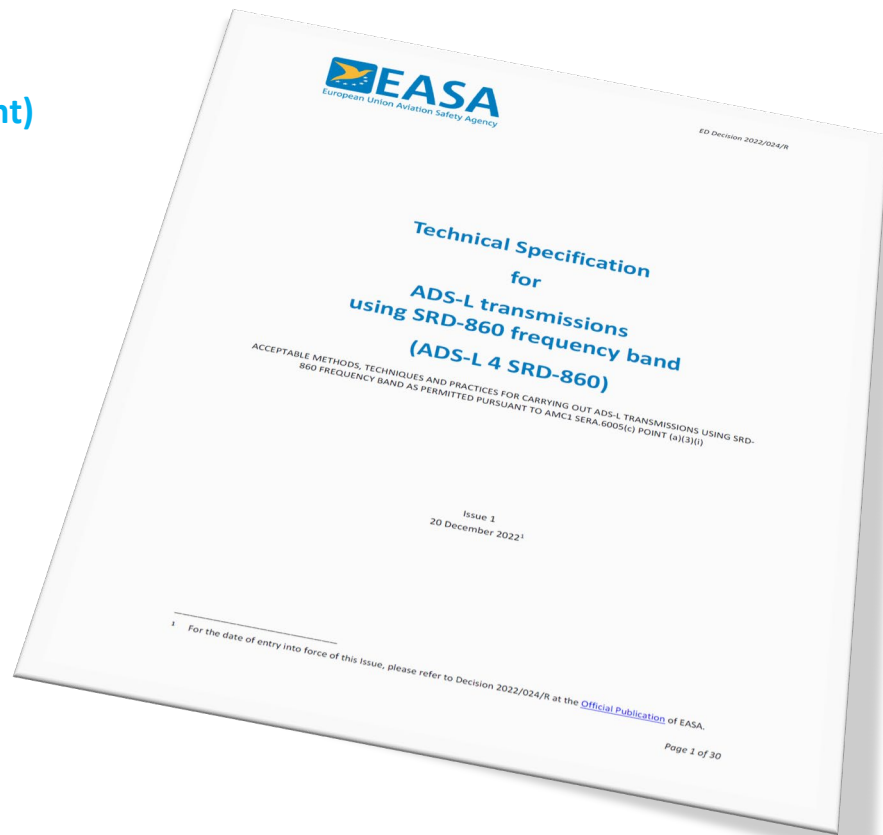 nt)
EASA
European Union Aviation Safety Agency
ED Decision 2022/024/R
Technical Specification
for
ADS-L transmissions
using SRD-860 frequency band
(ADS-L 4 SRD-860)
ACCEPTABLE METHODS, TECHNIQUES AND PRACTICES FOR CARRYING OUT ADS-L TRANSMISSIONS USING SRD-
860 FREQUENCY BAND AS PERMITTED PURSUANT TO AMC1 SERA.6005(c) POINT (a)(3)(i)
Issue 1
20 December 2022¹
¹ For the date of entry into force of this Issue, please refer to Decision 2022/024/R at the Official Publication of EASA.
Page 1 of 30